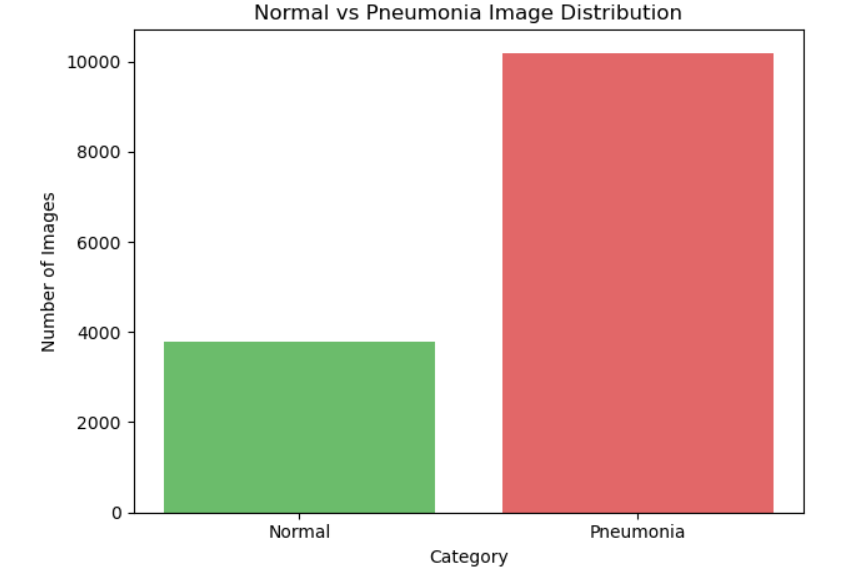 Normal vs Pneumonia Image Distribution
10000
8000
6000
4000
2000
0
Number of Images
Normal
Pneumonia
Category